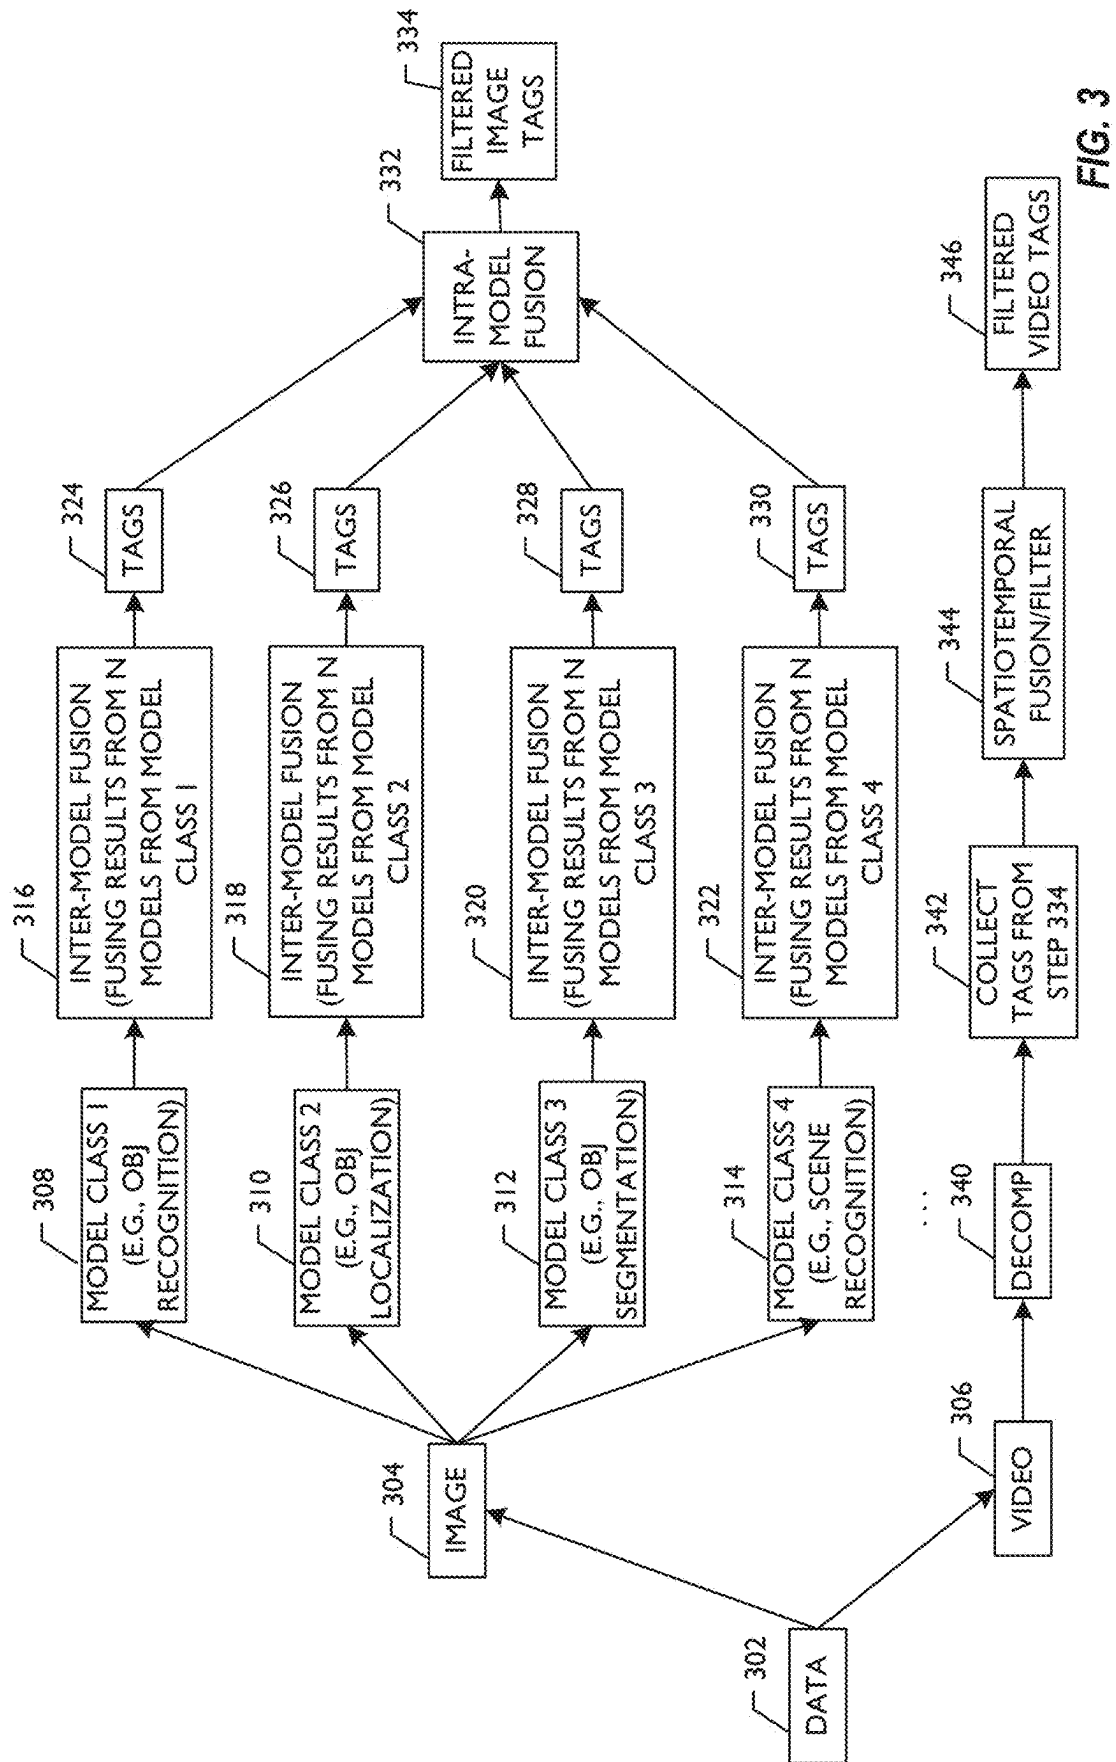 302
DATA
304
IMAGE
306
VIDEO
308
MODEL CLASS 1
(E.G., OBJ
RECOGNITION)
310
MODEL CLASS 2
(E.G., OBJ
LOCALIZATION)
312
MODEL CLASS 3
(E.G., OBJ
SEGMENTATION)
314
MODEL CLASS 4
(E.G., SCENE
RECOGNITION)
...
316
INTER-MODEL FUSION
(FUSING RESULTS FROM N
MODELS FROM MODEL
CLASS 1
318
INTER-MODEL FUSION
(FUSING RESULTS FROM N
MODELS FROM MODEL
CLASS 2
320
INTER-MODEL FUSION
(FUSING RESULTS FROM N
MODELS FROM MODEL
CLASS 3
322
INTER-MODEL FUSION
(FUSING RESULTS FROM N
MODELS FROM MODEL
CLASS 4
324
TAGS
326
TAGS
328
TAGS
330
TAGS
332
INTRA-
MODEL
FUSION
334
FILTERED
IMAGE
TAGS
340
DECOMP
342
COLLECT
TAGS FROM
STEP 334
344
SPATIOTEMPORAL
FUSION/FILTER
346
FILTERED
VIDEO TAGS
FIG. 3